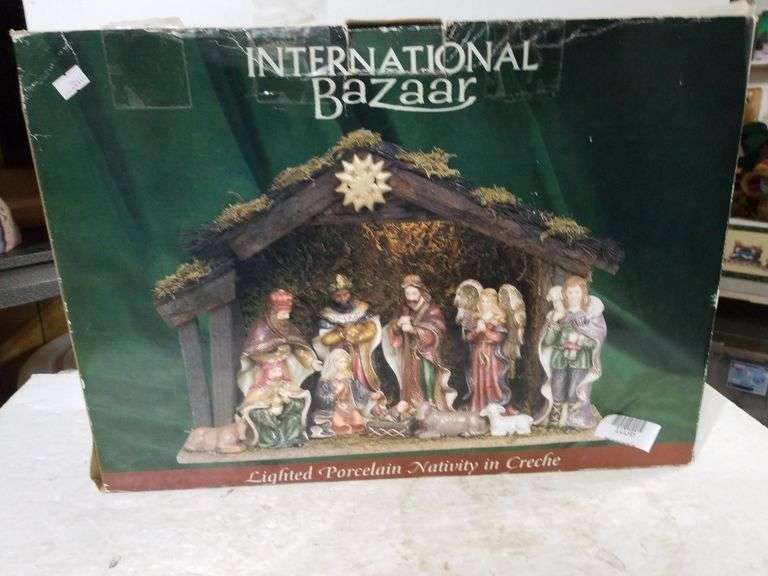 INTERNATIONAL
Bazaar
Lighted Porcelain Nativity in Creche